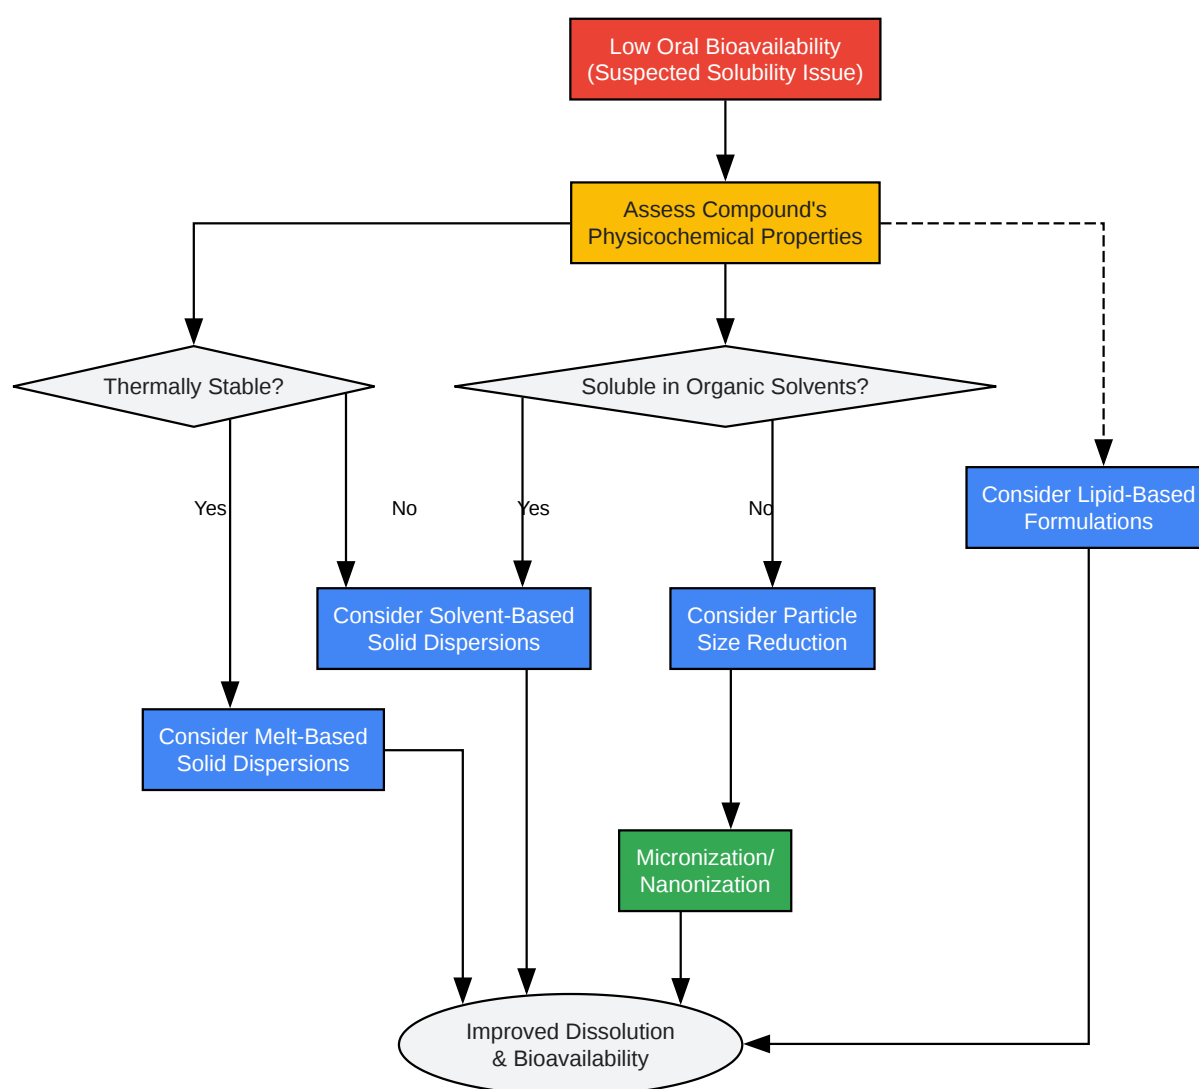 Low Oral Bioavailability
(Suspected Solubility Issue)
Assess Compound's
Physicochemical Properties
Thermally Stable?
Soluble in Organic Solvents?
Consider Lipid-Based
Formulations
Yes
No
Yes
No
Consider Solvent-Based
Solid Dispersions
Consider Particle
Size Reduction
Consider Melt-Based
Solid Dispersions
Micronization/
Nanonization
Improved Dissolution
& Bioavailability